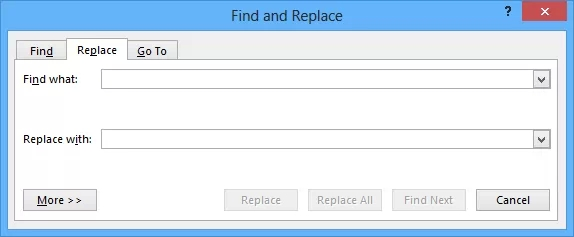 Find and Replace
? ×
Find Replace Go To
Find what:
Replace with:
More >> Replace Replace All Find Next Cancel